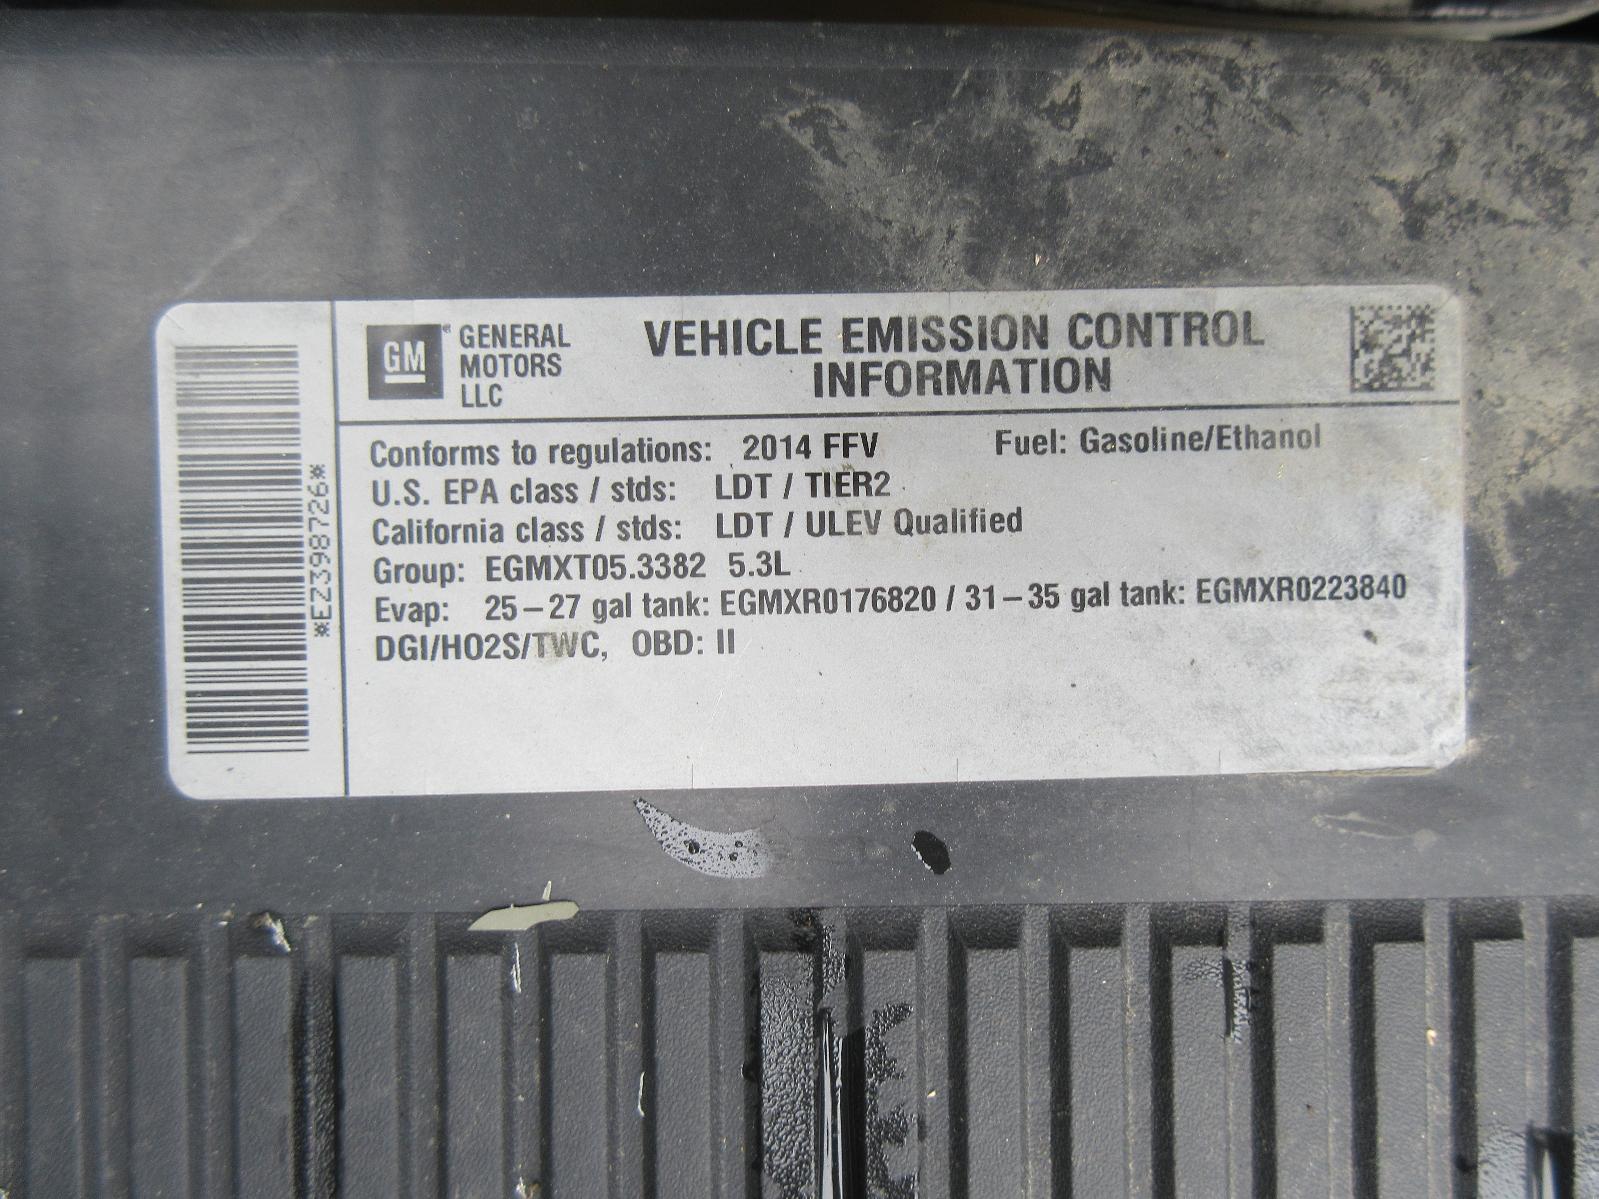 GM
GENERAL
MOTORS
LLC
VEHICLE EMISSION CONTROL
INFORMATION
*EZ398726*
Conforms to regulations: 2014 FFV Fuel: Gasoline/Ethanol
U.S. EPA class / stds: LDT / TIER2
California class / stds: LDT / ULEV Qualified
Group: EGMXT05.3382 5.3L
Evap: 25-27 gal tank: EGMXR0176820 / 31-35 gal tank: EGMXR0223840
DGI/HO2S/TWC, OBD: II